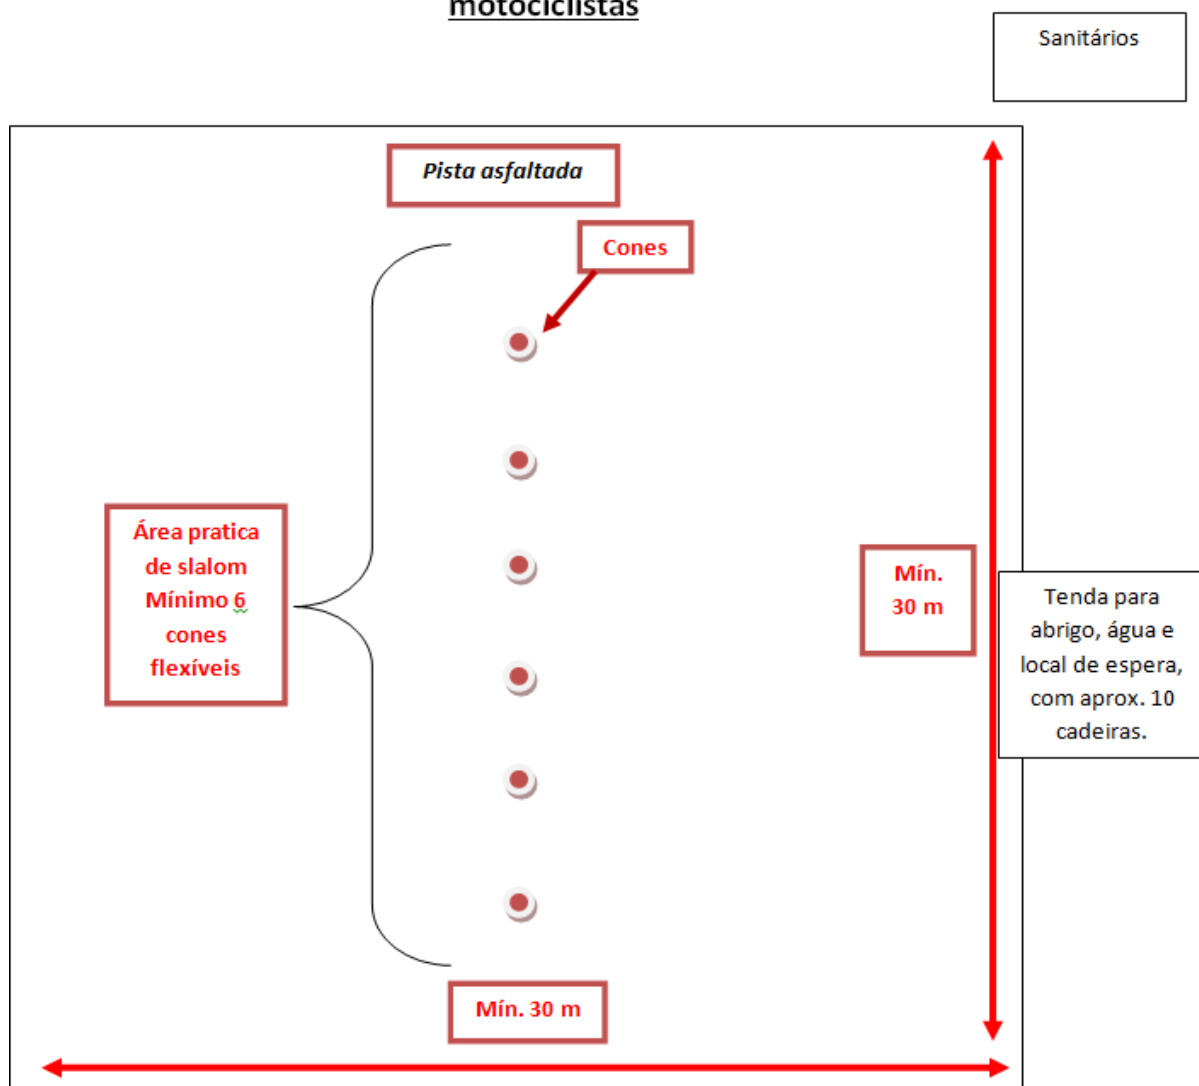 motociclistas
Sanitários
Pista asfaltada
Cones
Área pratica
de slalom
Mínimo 6
cones
flexíveis
Mín.
30 m
Tenda para
abrigo, água e
local de espera,
com aprox. 10
cadeiras.
Mín. 30 m